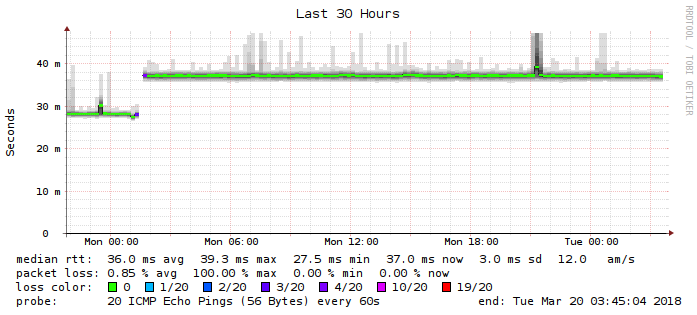 Last 30 Hours
RRDTOOL / TOBI OETIKER
Seconds
40 m
30 m
20 m
10 m
0
Mon 00:00 Mon 06:00 Mon 12:00 Mon 18:00 Tue 00:00
median rtt: 36.0 ms avg 39.3 ms max 27.5 ms min 37.0 ms now 3.0 ms sd 12.0 am/s
packet loss: 0.85 % avg 100.00 % max 0.00 % min 0.00 % now
loss color: 0 1/20 2/20 3/20 4/20 10/20 19/20
probe: 20 ICMP Echo Pings (56 Bytes) every 60s end: Tue Mar 20 03:45:04 2018